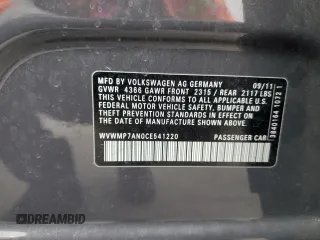 MFD BY VOLKSWAGEN AG GERMANY 09/11
GVWR 4366 GAWR FRONT 2315 / REAR 2117 LBS
THIS VEHICLE CONFORMS TO ALL APPLICABLE U.S.
FEDERAL MOTOR VEHICLE SAFETY, BUMPER AND
THEFT PREVENTION STANDARDS IN EFFECT ON THE
DATE OF MANUFACTURE SHOWN ABOVE.
WVWMP7AN0CE541220 PASSENGER CAR
3840164 10721
DREAMBID